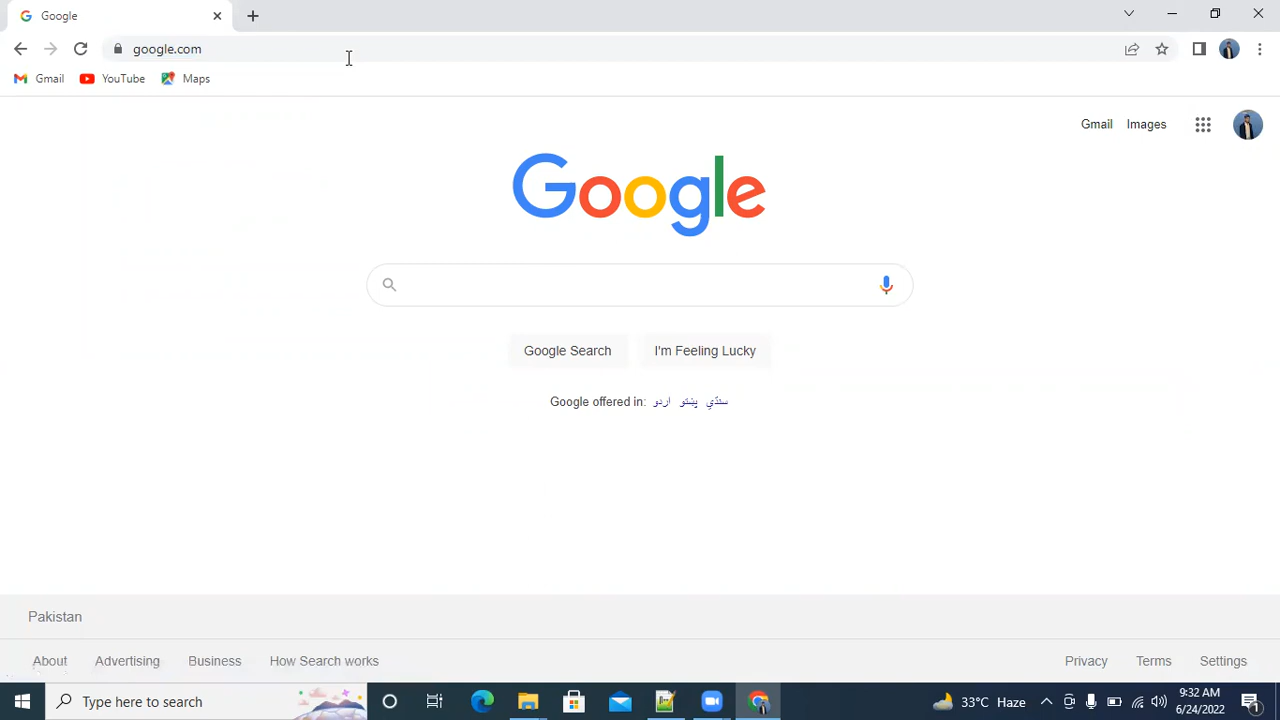 Google
google.com
Gmail YouTube Maps
Gmail Images
Google
Google Search I'm Feeling Lucky
Google offered in: اردو پښتو سنڌي
Pakistan
About Advertising Business How Search works Privacy Terms Settings
Type here to search 33°C Haze 9:32 AM
6/24/2022 1